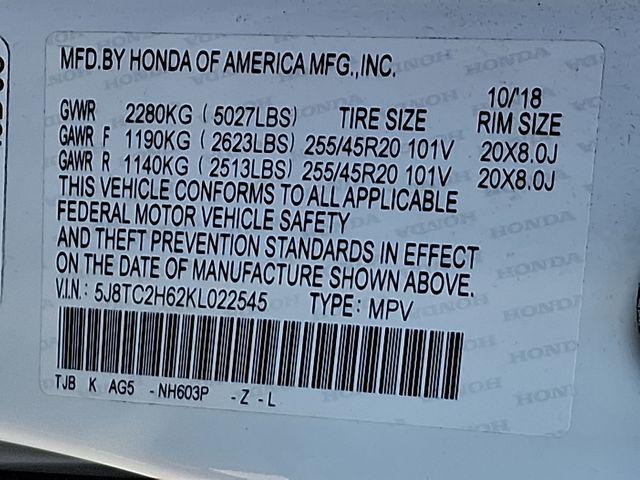 MFD.BY HONDA OF AMERICA MFG.,INC.
10/'18
GVWR 2280KG (5027LBS) TIRE SIZE RIM SIZE
GAWR F 1190KG (2623LBS) 255/45R20 101V 20X8.0J
GAWR R 1140KG (2513LBS) 255/45R20 101V 20X8.0J
THIS VEHICLE CONFORMS TO ALL APPLICABLE
FEDERAL MOTOR VEHICLE SAFETY
AND THEFT PREVENTION STANDARDS IN EFFECT
ON THE DATE OF MANUFACTURE SHOWN ABOVE.
V.I.N.: 5J8TC2H62KL022545 TYPE: MPV
TJB K AG5 -NH603P -Z-L